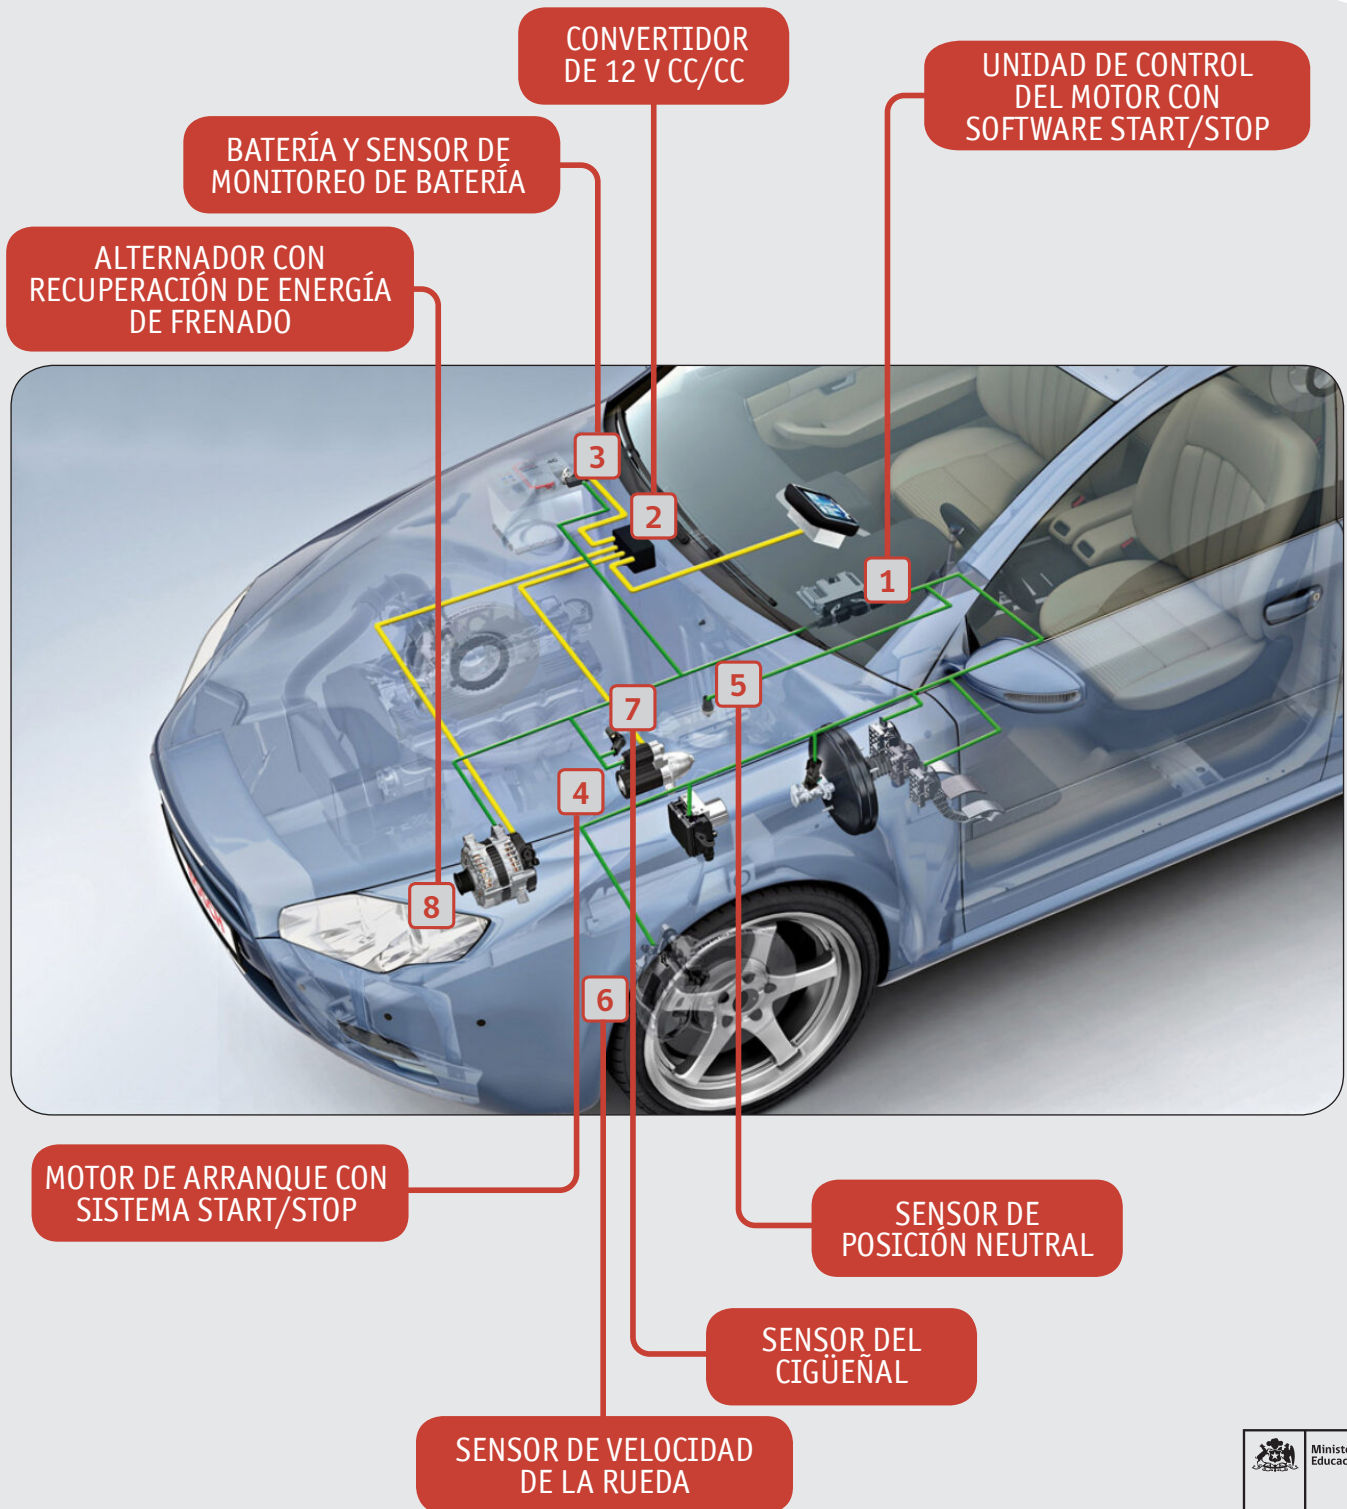 CONVERTIDOR
DE 12 V CC/CC
UNIDAD DE CONTROL
DEL MOTOR CON
SOFTWARE START/STOP
BATERÍA Y SENSOR DE
MONITOREO DE BATERÍA
ALTERNADOR CON
RECUPERACIÓN DE ENERGÍA
DE FRENADO
3
2
1
5
7
4
8
6
MOTOR DE ARRANQUE CON
SISTEMA START/STOP
SENSOR DE
POSICIÓN NEUTRAL
SENSOR DEL
CIGÜEÑAL
SENSOR DE VELOCIDAD
DE LA RUEDA